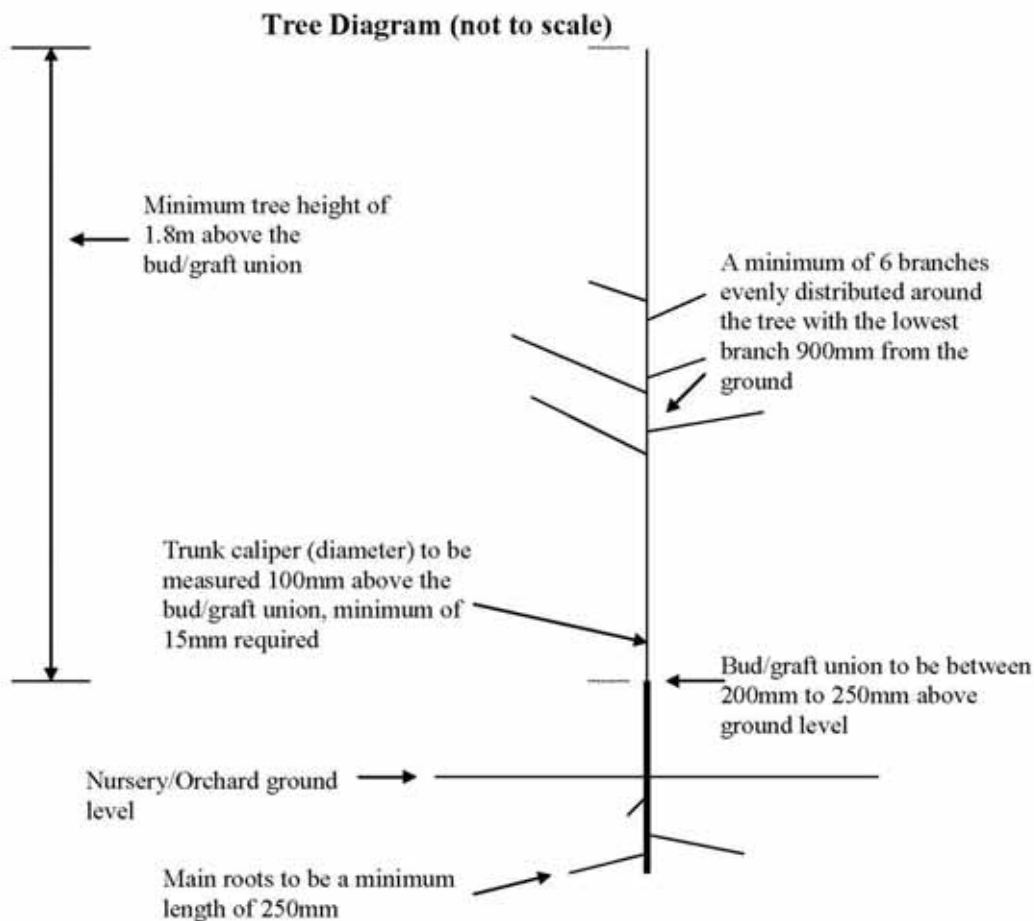 Tree Diagram (not to scale)
Minimum tree height of
1.8m above the
bud/graft union
A minimum of 6 branches
evenly distributed around
the tree with the lowest
branch 900mm from the
ground
Trunk caliper (diameter) to be
measured 100mm above the
bud/graft union, minimum of
15mm required
Bud/graft union to be between
200mm to 250mm above
ground level
Nursery/Orchard ground
level
Main roots to be a minimum
length of 250mm